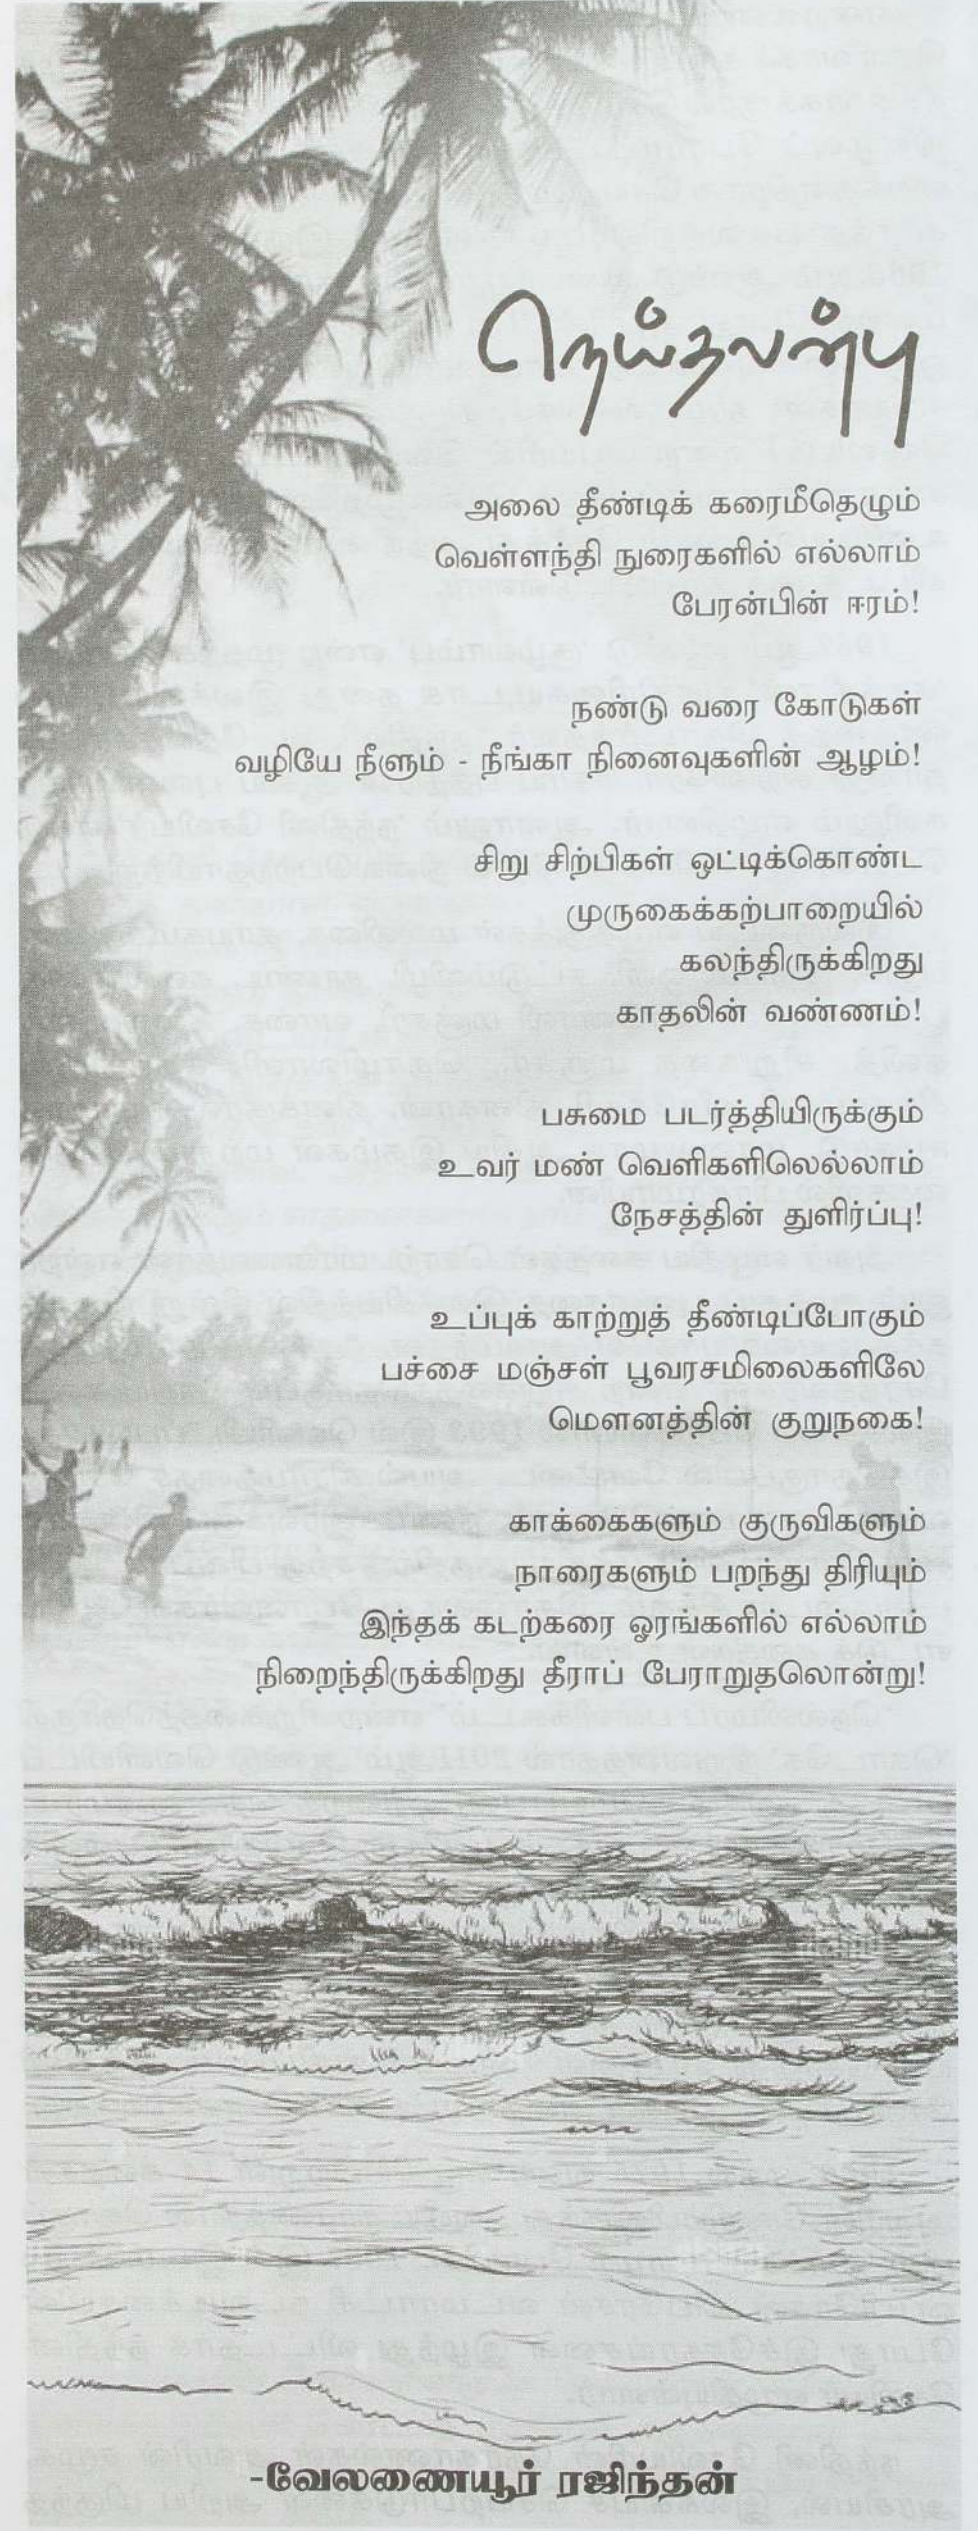 நெய்தலன்பு
அலை தீண்டிக் கரைமீதெழும்
வெள்ளந்தி நுரைகளில் எல்லாம்
பேரன்பின் ஈரம்!
நண்டு வரை கோடுகள்
வழியே நீளும் - நீங்கா நினைவுகளின் ஆழம்!
சிறு சிற்பிகள் ஒட்டிக்கொண்ட
முருகைக்கற்பாறையில்
கலந்திருக்கிறது
காதலின் வண்ணம்!
பசுமை படர்த்தியிருக்கும்
உவர் மண் வெளிகளிலெல்லாம்
நேசத்தின் துளிர்ப்பு!
உப்புக் காற்றுத் தீண்டிப்போகும்
பச்சை மஞ்சள் பூவரசமிலைகளிலே
மௌனத்தின் குறுநகை!
காக்கைகளும் குருவிகளும்
நாரைகளும் பறந்து திரியும்
இந்தக் கடற்கரை ஓரங்களில் எல்லாம்
நிறைந்திருக்கிறது தீராப் பேராறுதலொன்று!
-வேலணையூர் ரஜிந்தன்